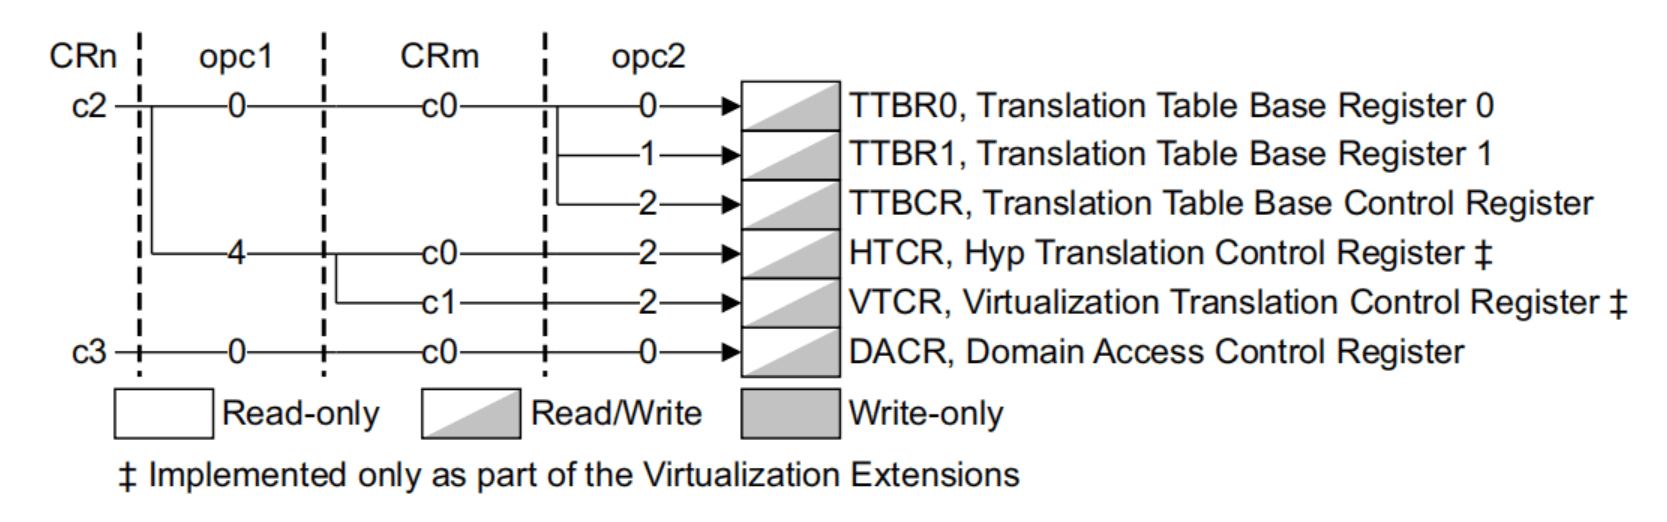 CRn opc1 CRm opc2
c2 0 c0 0 TTBR0, Translation Table Base Register 0
1 TTBR1, Translation Table Base Register 1
2 TTBCR, Translation Table Base Control Register
4 c0 2 HTCR, Hyp Translation Control Register ‡
c1 2 VTCR, Virtualization Translation Control Register ‡
c3 0 c0 0 DACR, Domain Access Control Register
Read-only Read/Write Write-only
‡ Implemented only as part of the Virtualization Extensions